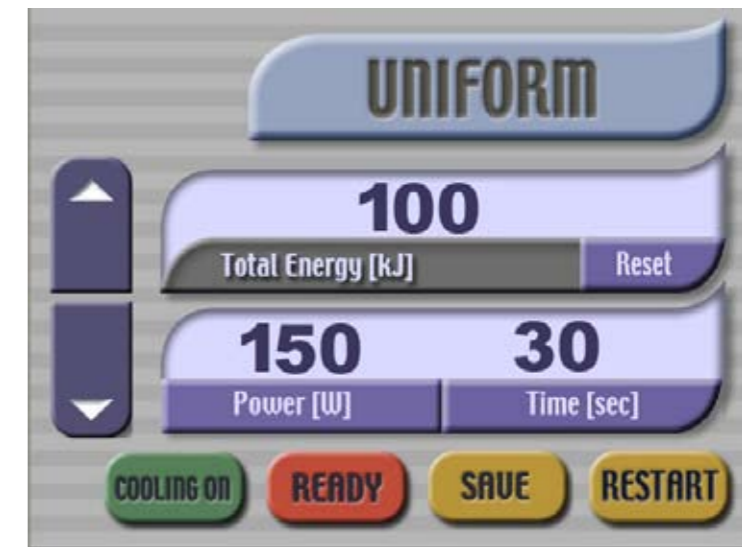 UNIFORM
100
Total Energy [kJ] Reset
150 30
Power [W] Time [sec]
COOLING ON READY SAVE RESTART